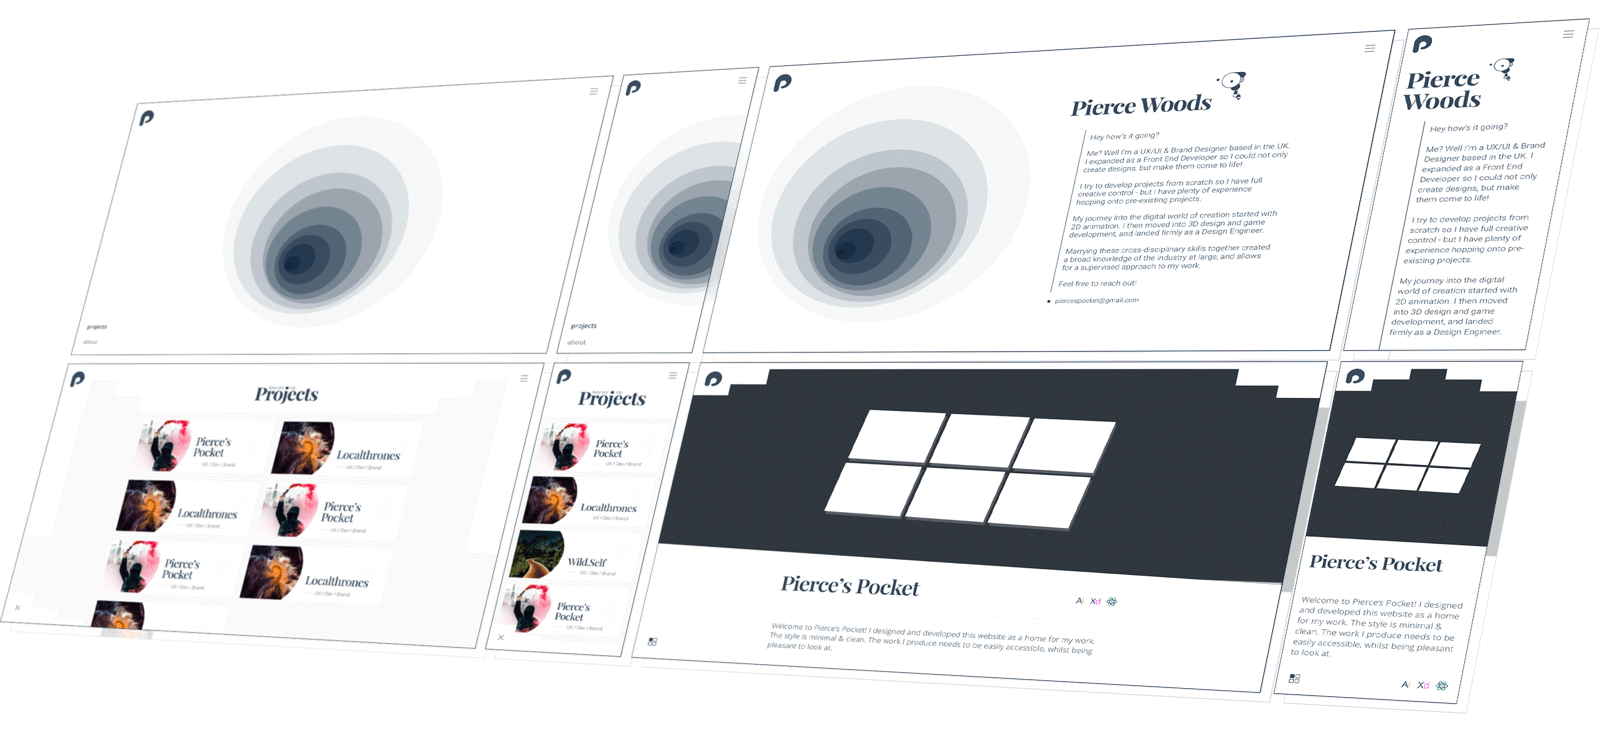 projects
about
projects
about
Pierce Woods
Hey how's it going?
Me? Well I'm a UX/UI & Brand Designer based in the UK.
I expanded as a Front End Developer so I could not only
create designs, but make them come to life!
I try to develop projects from scratch so I have full
creative control - but I have plenty of experience
hopping onto pre-existing projects.
My journey into the digital world of creation started with
2D animation. I then moved into 3D design and game
development, and landed firmly as a Design Engineer.
Marrying these cross-disciplinary skills together created
a broad knowledge of the industry at large, and allows
for a supervised approach to my work.
Feel free to reach out!
piercespocket@gmail.com
Pierce
Woods
Hey how's it going?
Me? Well I'm a UX/UI & Brand
Designer based in the UK. I
expanded as a Front End
Developer so I could not only
create designs, but make
them come to life!
I try to develop projects from
scratch so I have full creative
control - but I have plenty of
experience hopping onto pre-
existing projects.
My journey into the digital
world of creation started with
2D animation. I then moved
into 3D design and game
development, and landed
firmly as a Design Engineer.
Projects
Pierce's
Pocket
UX / Dev / Brand
Localthrones
UX / Dev / Brand
Localthrones
UX / Dev / Brand
Pierce's
Pocket
UX / Dev / Brand
Pierce's
Pocket
UX / Dev / Brand
Localthrones
UX / Dev / Brand
Projects
Pierce's
Pocket
UX / Dev / Brand
Localthrones
UX / Dev / Brand
Wild.Self
UX / Dev / Brand
Pierce's
Pocket
UX / Dev / Brand
Pierce's Pocket
Ai Xd
Welcome to Pierce's Pocket! I designed and developed this website as a home for my work.
The style is minimal & clean. The work I produce needs to be easily accessible, whilst being
pleasant to look at.
Pierce's Pocket
Welcome to Pierce's Pocket! I designed
and developed this website as a home
for my work. The style is minimal &
clean. The work I produce needs to be
easily accessible, whilst being pleasant
to look at.
Ai Xd